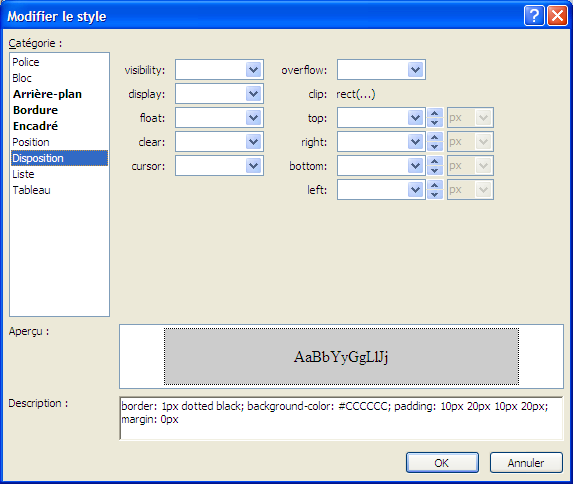 Modifier le style
Catégorie :
Police
Bloc
Arrière-plan
Bordure
Encadré
Position
Disposition
Liste
Tableau
visibility:
display:
float:
clear:
cursor:
overflow:
clip: rect(...)
top: px
right: px
bottom: px
left: px
Aperçu :
AaBbYyGgLlJj
Description :
border: 1px dotted black; background-color: #CCCCCC; padding: 10px 20px 10px 20px;
margin: 0px
OK Annuler